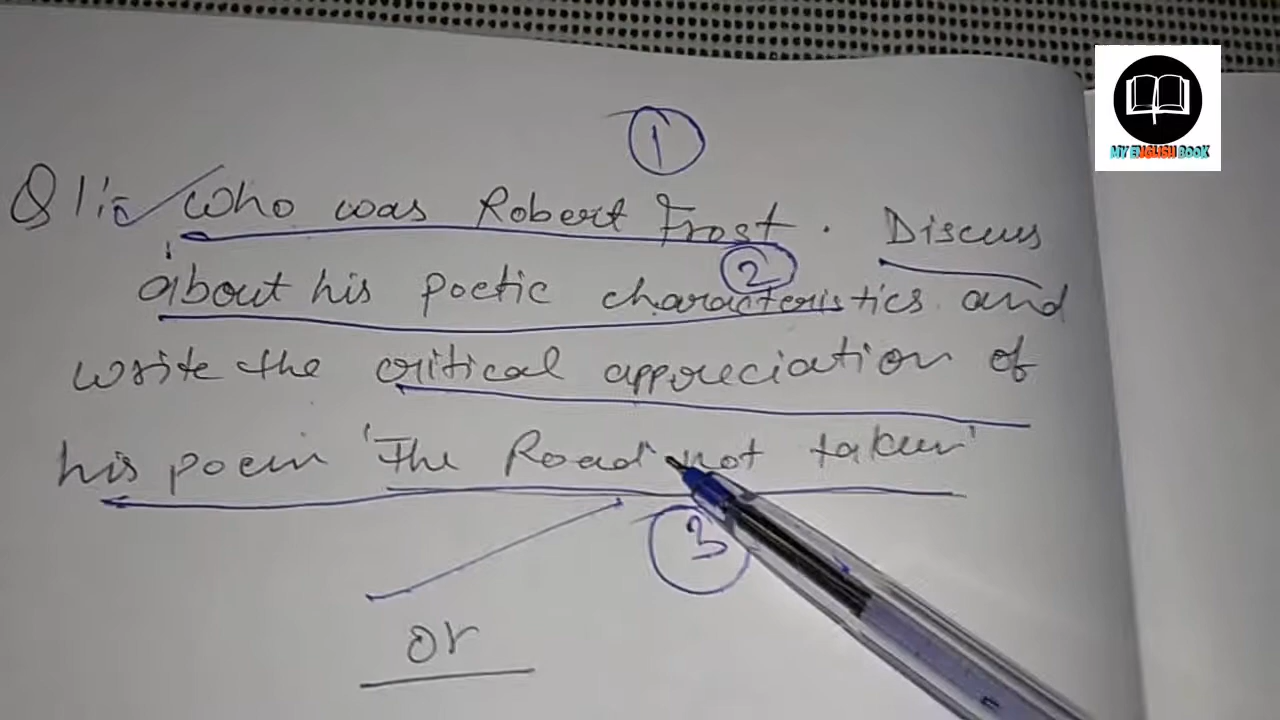 1
Q1:- Who was Robert Frost. Discuss
2
about his poetic characteristics and
write the critical appreciation of
his poem 'The Road not taken'
3
or
MY ENGLISH BOOK